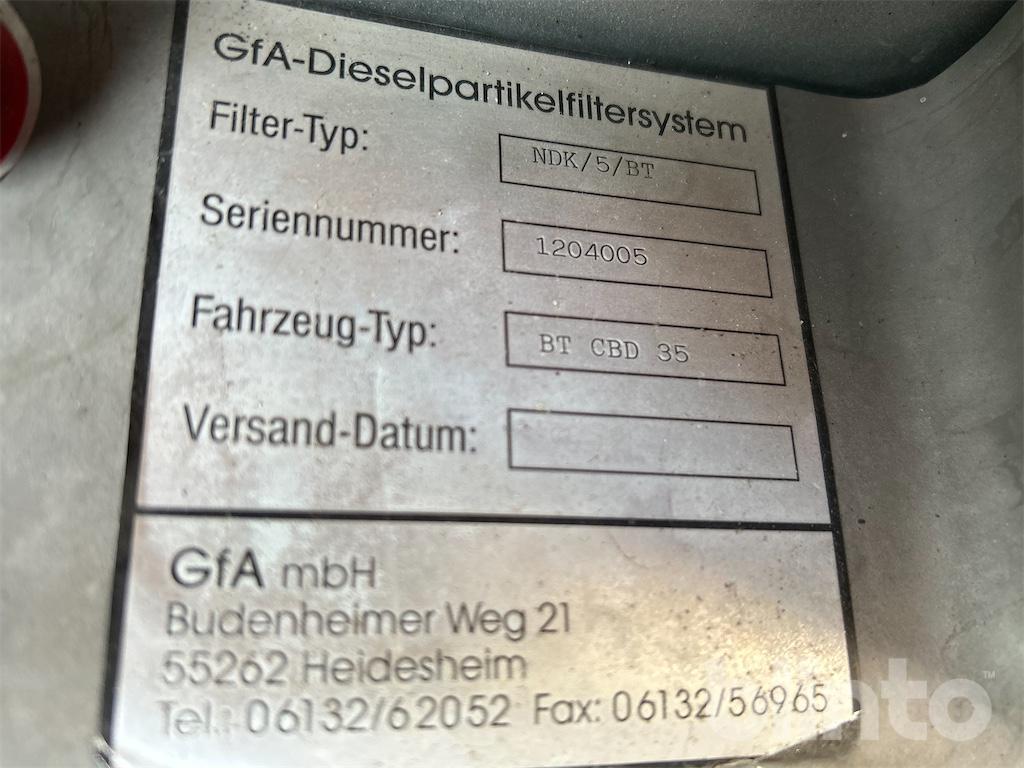 GfA-Dieselpartikelfiltersystem
Filter-Typ: NDK/5/BT
Seriennummer: 1204005
Fahrzeug-Typ: BT CBD 35
Versand-Datum:
GfA mbH
Budenheimer Weg 21
55262 Heidesheim
Tel.: 06132/62052 Fax: 06132/56965